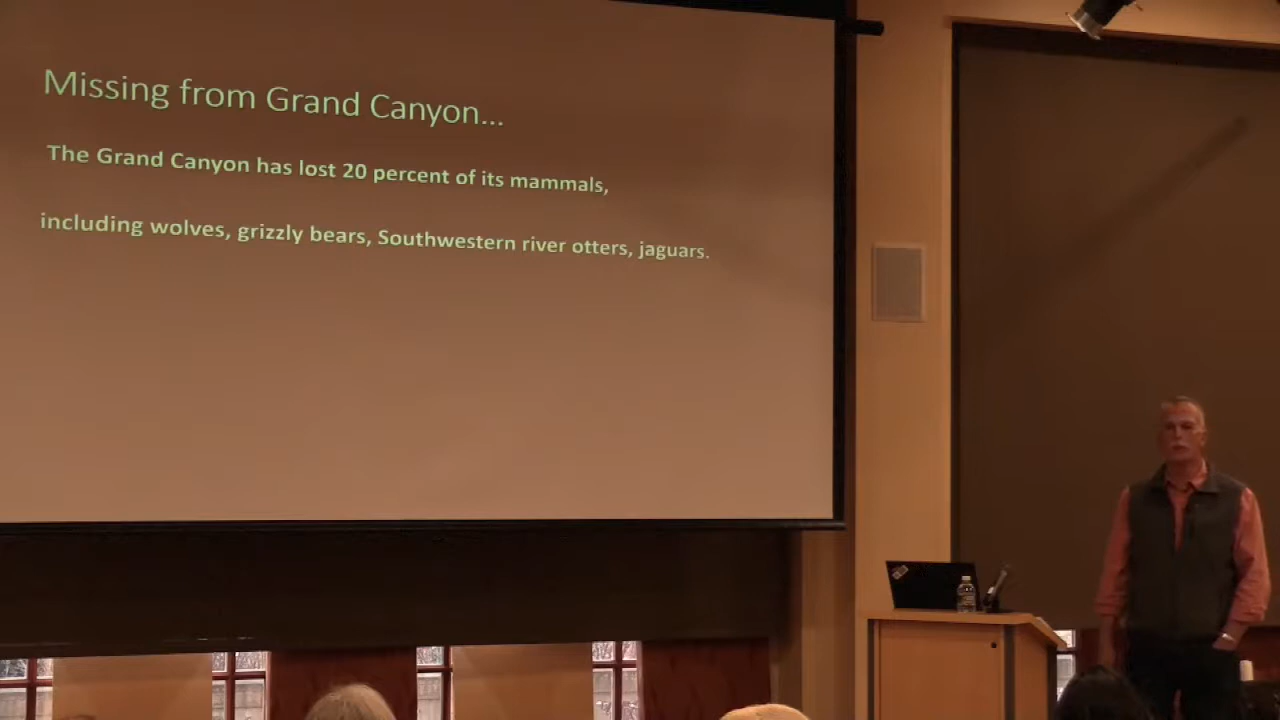 Missing from Grand Canyon...
The Grand Canyon has lost 20 percent of its mammals,
including wolves, grizzly bears, Southwestern river otters, jaguars.